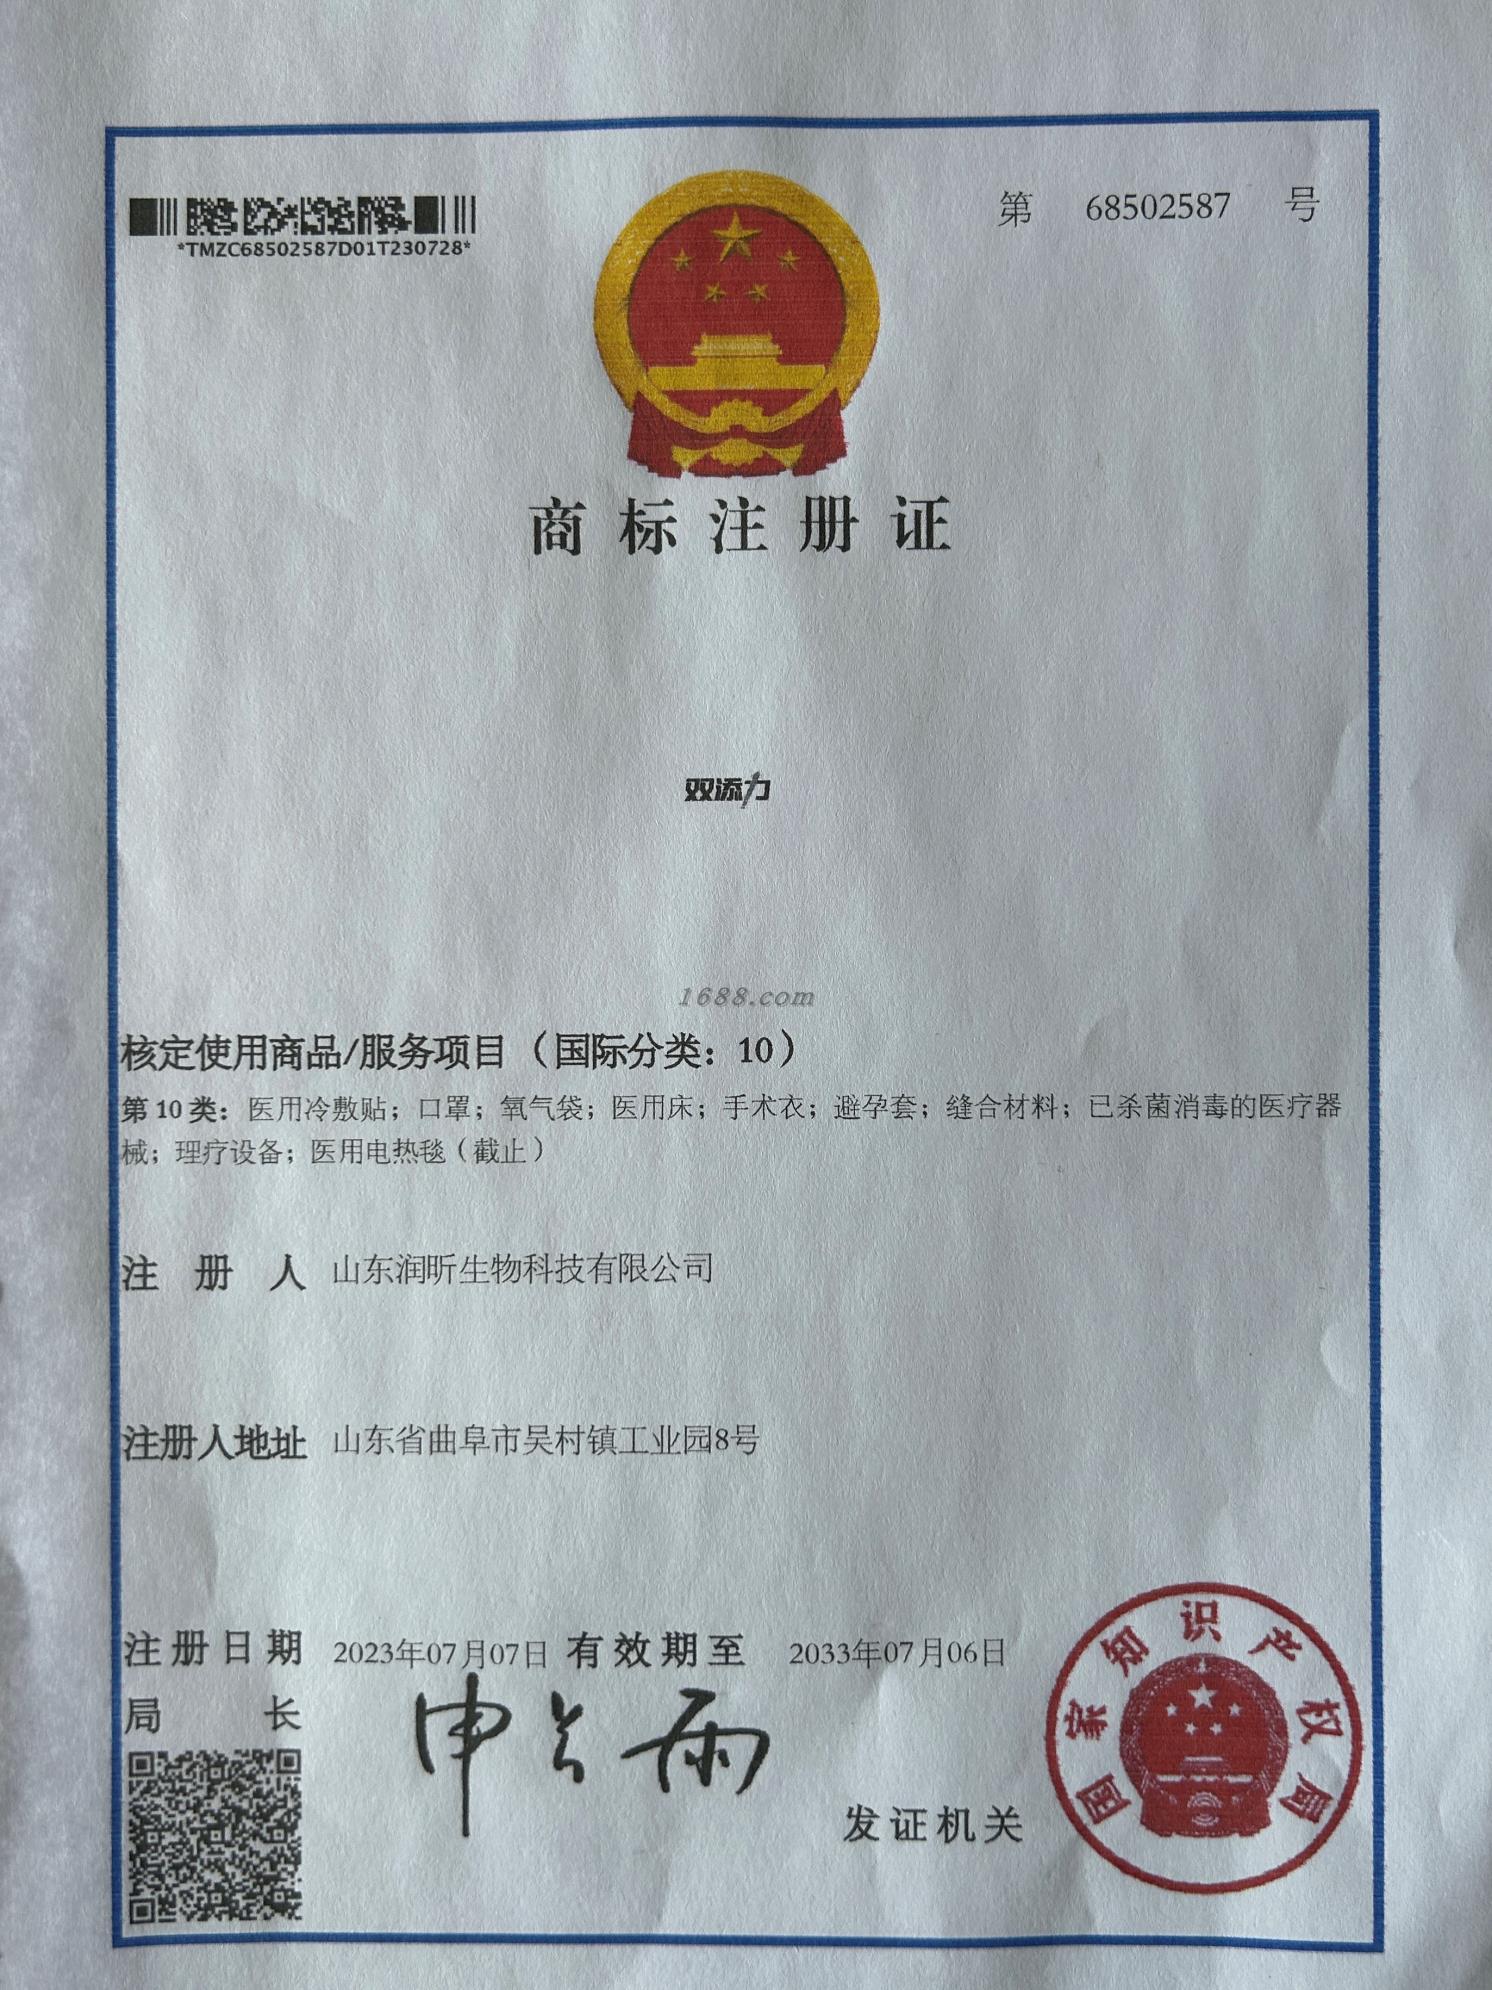 第 68502587 号
*TMZC68502587D01T230728*
商标注册证
双添力
1688.com
核定使用商品/服务项目（国际分类：10）
第10类：医用冷敷贴；口罩；氧气袋；医用床；手术衣；避孕套；缝合材料；已杀菌消毒的医疗器
械；理疗设备；医用电热毯（截止）
注册人 山东润昕生物科技有限公司
注册人地址 山东省曲阜市吴村镇工业园8号
注册日期 2023年07月07日 有效期至 2033年07月06日
局长 申长雨
发证机关
国家知识产权局